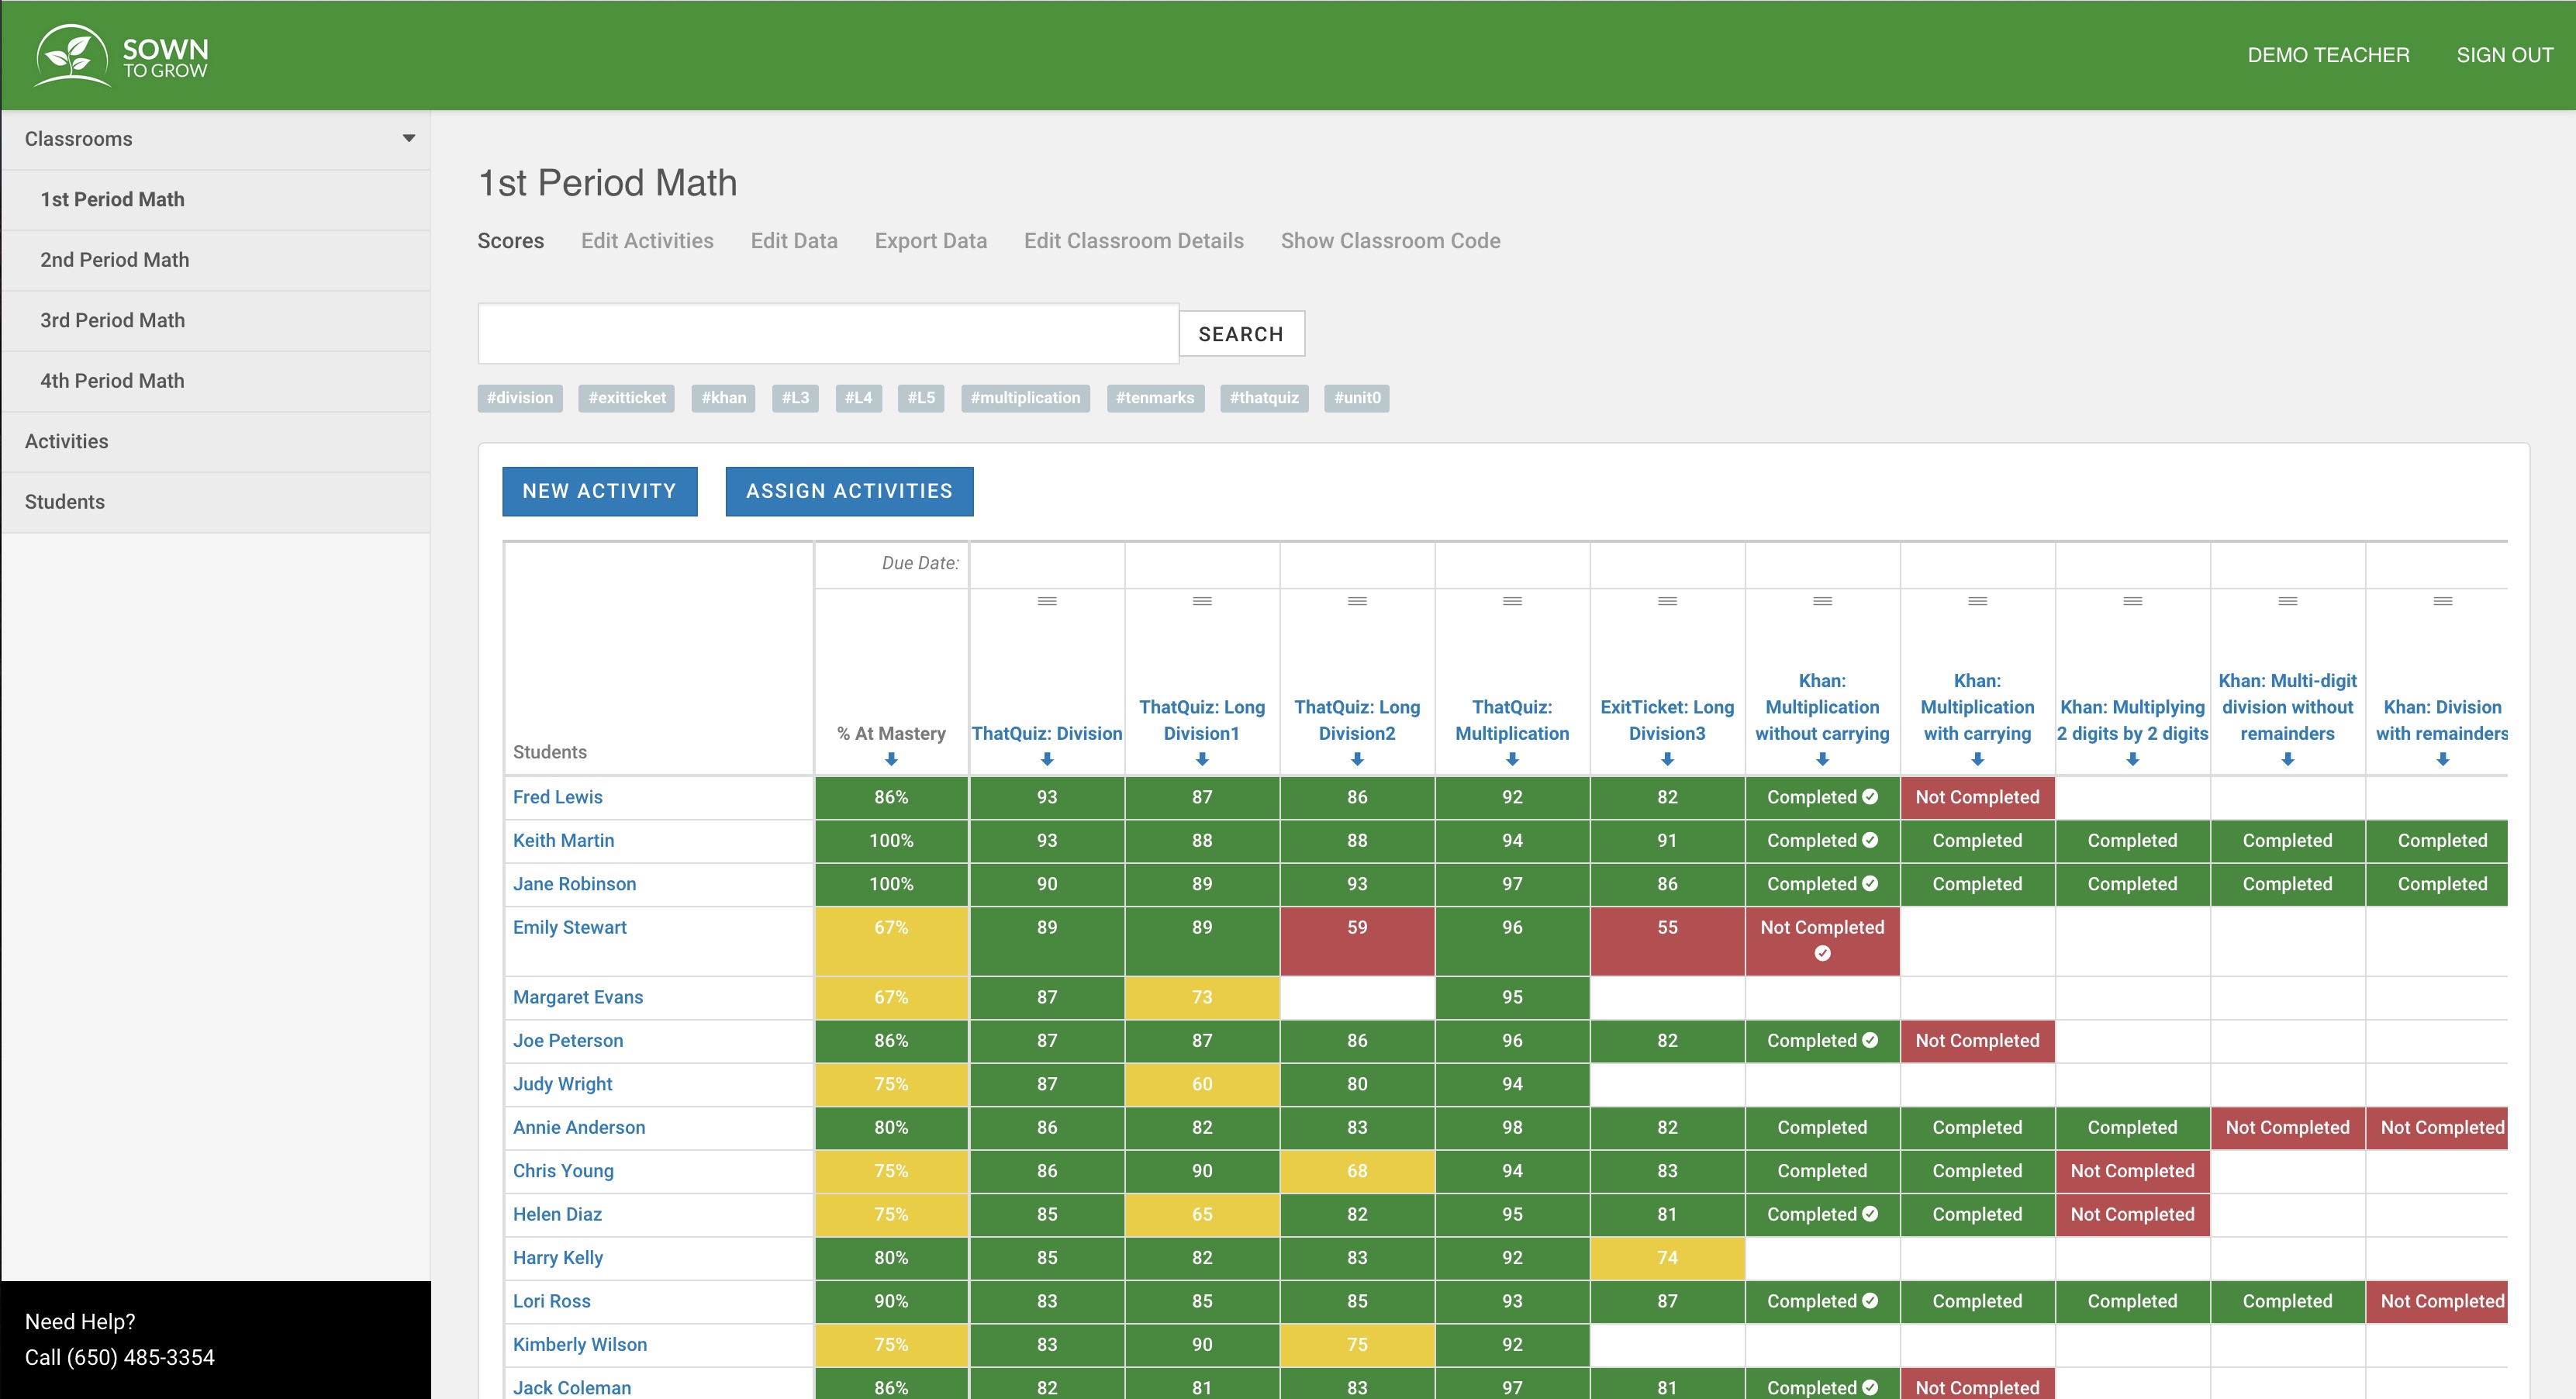 SOWN
TO GROW
DEMO TEACHER SIGN OUT
Classrooms
1st Period Math
2nd Period Math
3rd Period Math
4th Period Math
Activities
Students
Need Help?
Call (650) 485-3354
1st Period Math
Scores Edit Activities Edit Data Export Data Edit Classroom Details Show Classroom Code
SEARCH
#division #exitticket #khan #L3 #L4 #L5 #multiplication #tenmarks #thatquiz #unit0
NEW ACTIVITY ASSIGN ACTIVITIES
Due Date:
Students
% At Mastery
ThatQuiz: Division
ThatQuiz: Long
Division1
ThatQuiz: Long
Division2
ThatQuiz:
Multiplication
ExitTicket: Long
Division3
Khan:
Multiplication
without carrying
Khan:
Multiplication
with carrying
Khan: Multiplying
2 digits by 2 digits
Khan: Multi-digit
division without
remainders
Khan: Division
with remainders
Fred Lewis 86% 93 87 86 92 82 Completed Not Completed
Keith Martin 100% 93 88 88 94 91 Completed Completed Completed Completed Completed
Jane Robinson 100% 90 89 93 97 86 Completed Completed Completed Completed Completed
Emily Stewart 67% 89 89 59 96 55 Not Completed
Margaret Evans 67% 87 73 95
Joe Peterson 86% 87 87 86 96 82 Completed Not Completed
Judy Wright 75% 87 60 80 94
Annie Anderson 80% 86 82 83 98 82 Completed Completed Completed Not Completed Not Completed
Chris Young 75% 86 90 68 94 83 Completed Completed Not Completed
Helen Diaz 75% 85 65 82 95 81 Completed Completed Not Completed
Harry Kelly 80% 85 82 83 92 74
Lori Ross 90% 83 85 85 93 87 Completed Completed Completed Completed Not Completed
Kimberly Wilson 75% 83 90 75 92
Jack Coleman 86% 82 81 83 97 81 Completed Not Completed